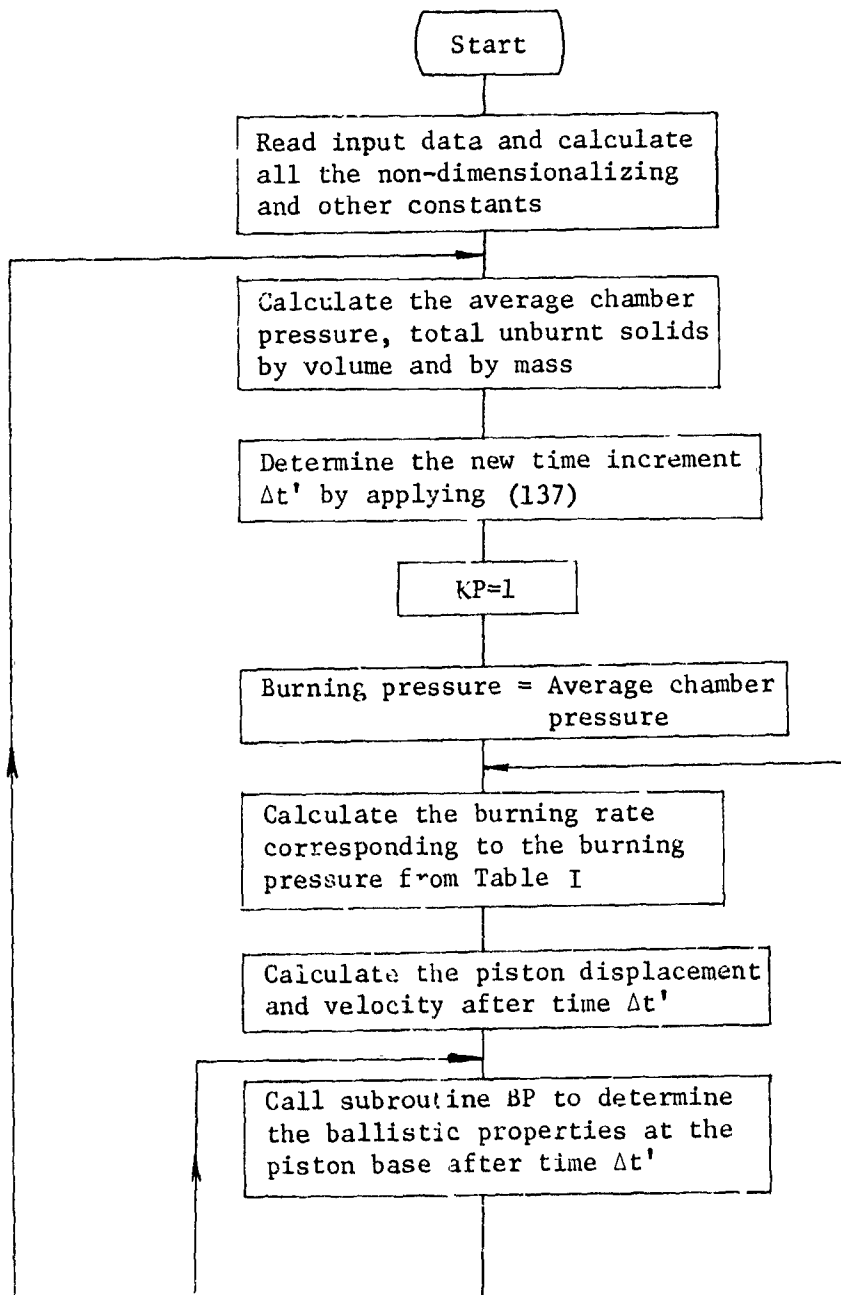 Start
Read input data and calculate
all the non-dimensionalizing
and other constants
Calculate the average chamber
pressure, total unburnt solids
by volume and by mass
Determine the new time increment
Δt' by applying (137)
KP=1
Burning pressure = Average chamber
pressure
Calculate the burning rate
corresponding to the burning
pressure from Table I
Calculate the piston displacement
and velocity after time Δt'
Call subroutine BP to determine
the ballistic properties at the
piston base after time Δt'